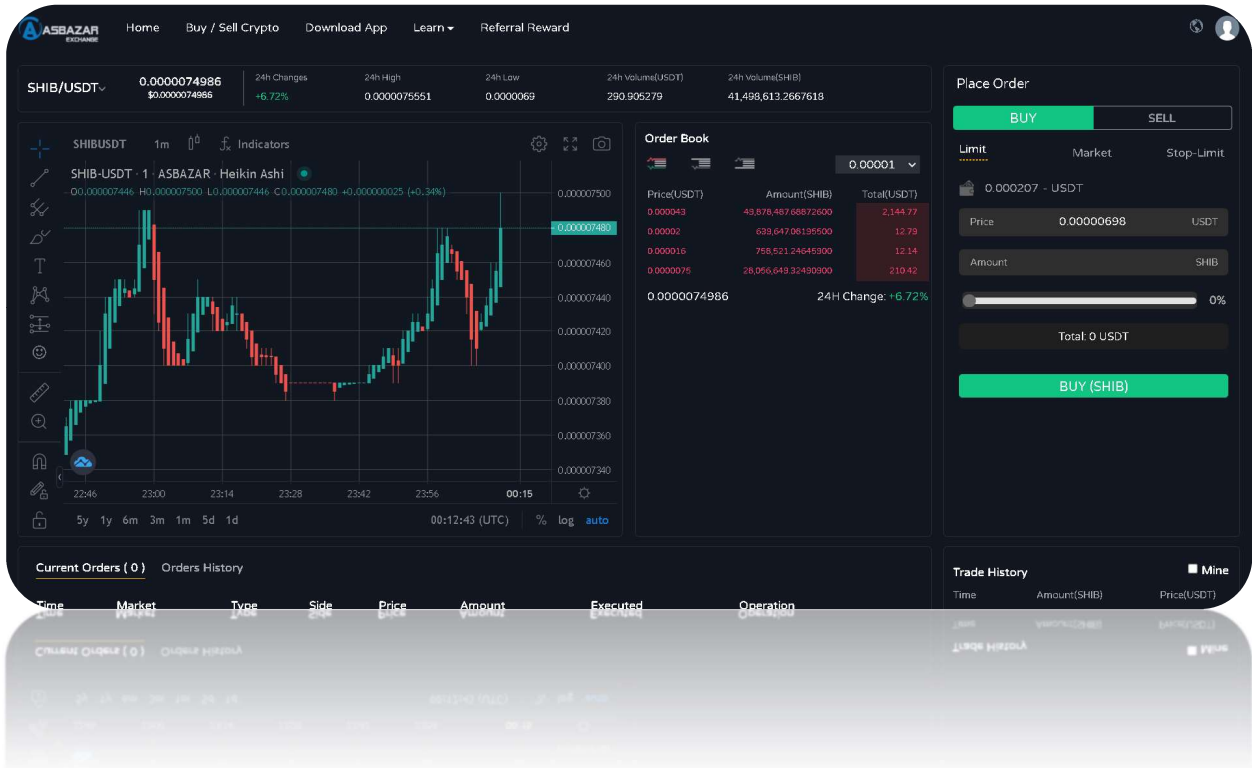 ASBAZAR
EXCHANGE
Home Buy / Sell Crypto Download App Learn Referral Reward
SHIB/USDT
0.0000074986
$0.0000074986
24h Changes
+6.72%
24h High
0.0000075551
24h Low
0.0000069
24h Volume(USDT)
290.905279
24h Volume(SHIB)
41,498,613.2667618
SHIBUSDT 1m Indicators
SHIB-USDT · 1 · ASBAZAR · Heikin Ashi
O0.000007446 H0.000007500 L0.000007446 C0.000007480 +0.000000025 (+0.34%)
0.000007500
0.000007480
0.000007460
0.000007440
0.000007420
0.000007400
0.000007380
0.000007360
0.000007340
22:46 23:00 23:14 23:28 23:42 23:56 00:15
5y 1y 6m 3m 1m 5d 1d 00:12:43 (UTC) % log auto
Order Book
0.00001
Price(USDT) Amount(SHIB) Total(USDT)
0.000043 49,878,487.68872600 2,144.77
0.00002 639,647.08195500 12.79
0.000016 758,521.24645300 12.14
0.0000075 28,056,649.32490900 210.42
0.0000074986 24H Change: +6.72%
Place Order
BUY SELL
Limit Market Stop-Limit
0.000207 - USDT
Price 0.00000698 USDT
Amount SHIB
0%
Total: 0 USDT
BUY (SHIB)
Current Orders ( 0 ) Orders History
Time Market Type Side Price Amount Executed Operation
Trade History Mine
Time Amount(SHIB) Price(USDT)